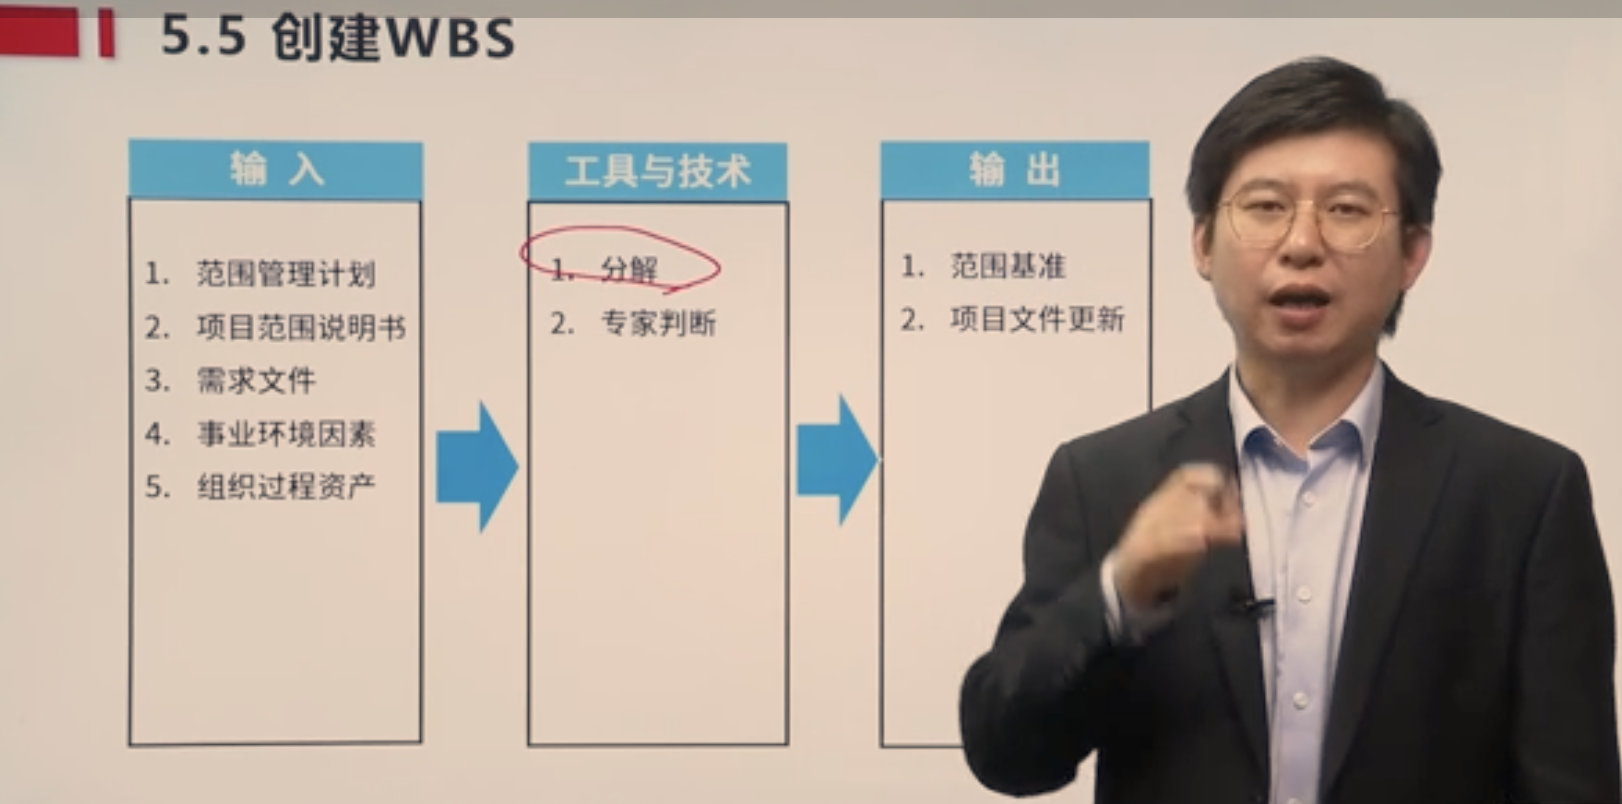 5.5 创建WBS
输 入
1. 范围管理计划
2. 项目范围说明书
3. 需求文件
4. 事业环境因素
5. 组织过程资产
工具与技术
1. 分解
2. 专家判断
输 出
1. 范围基准
2. 项目文件更新